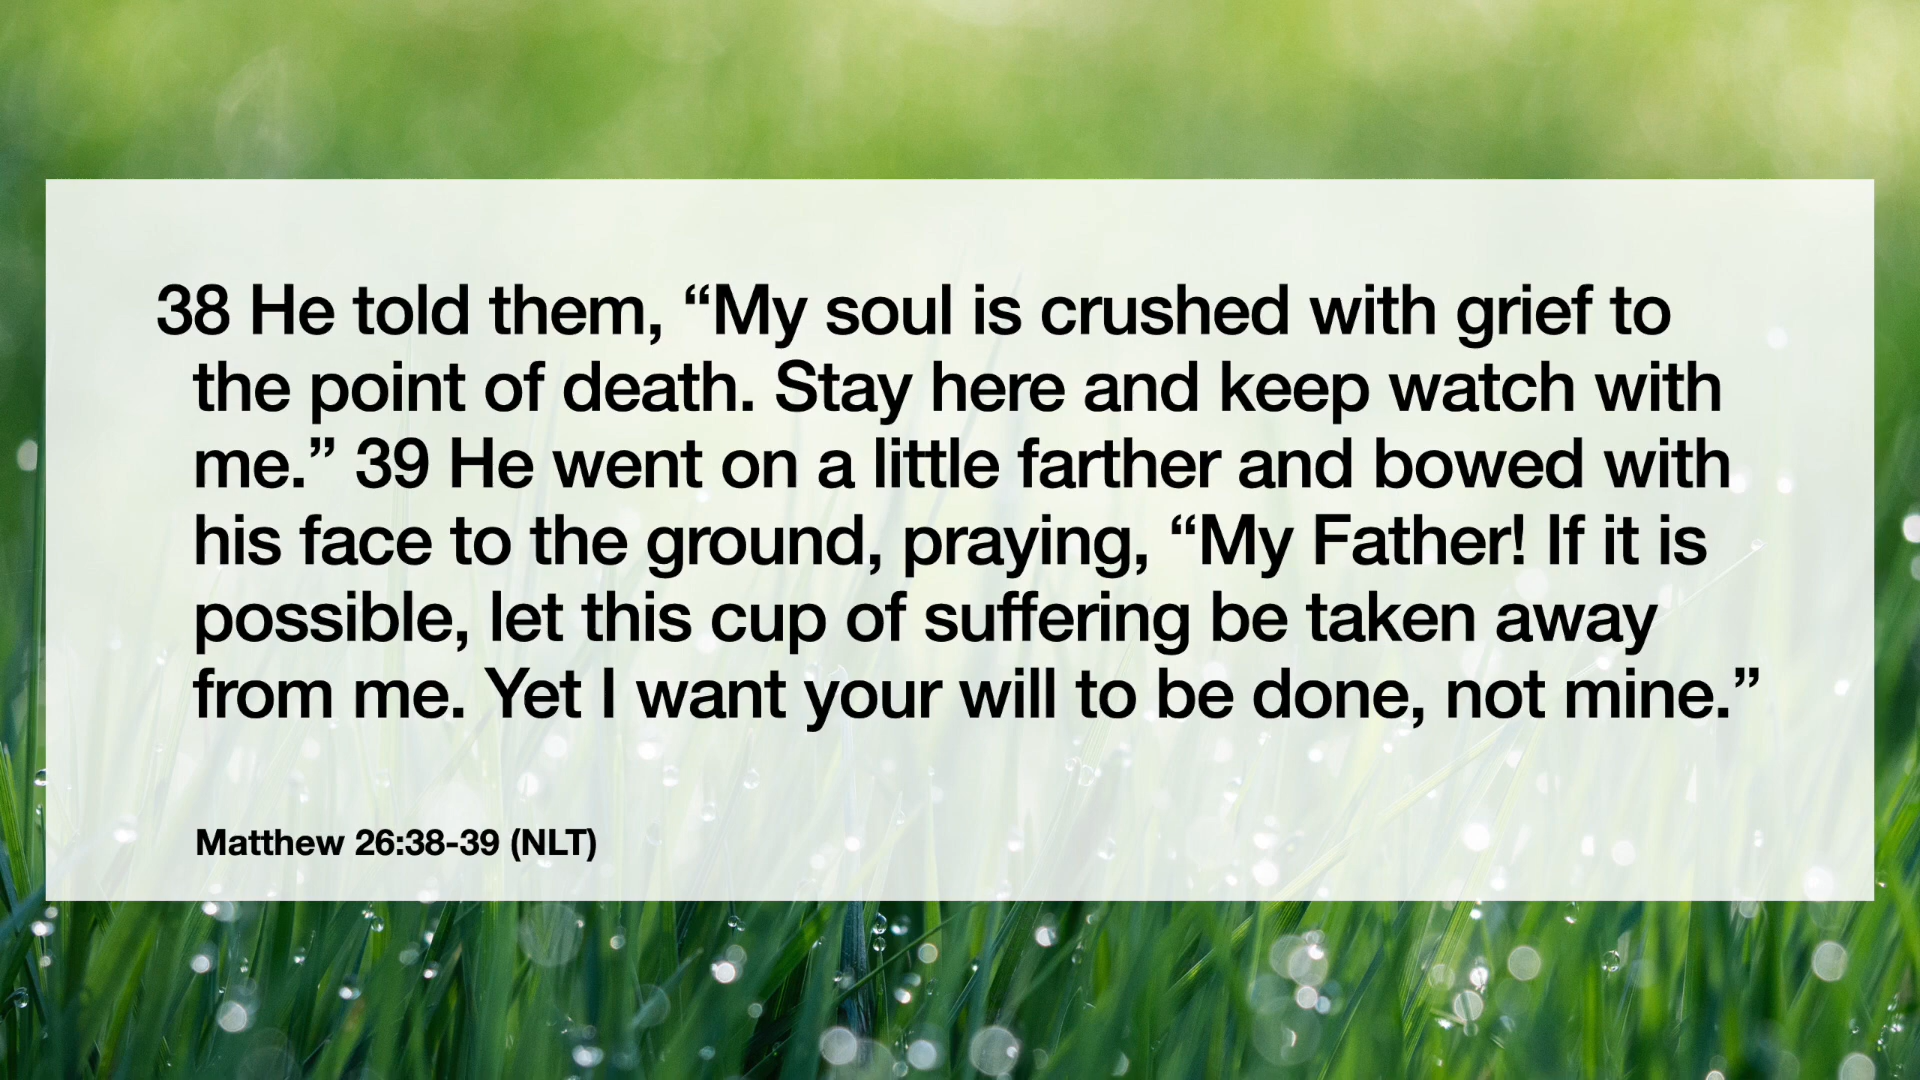 38 He told them, “My soul is crushed with grief to
the point of death. Stay here and keep watch with
me.” 39 He went on a little farther and bowed with
his face to the ground, praying, “My Father! If it is
possible, let this cup of suffering be taken away
from me. Yet I want your will to be done, not mine.”
Matthew 26:38-39 (NLT)